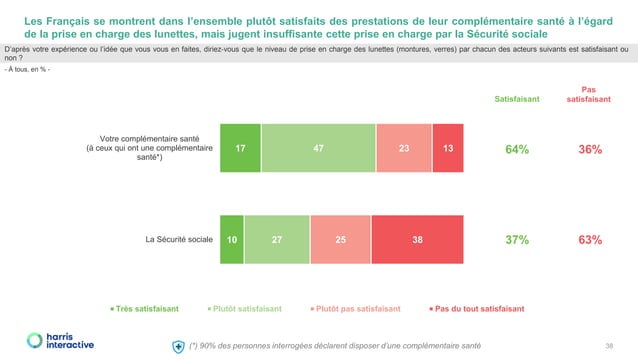 Les Français se montrent dans l'ensemble plutôt satisfaits des prestations de leur complémentaire santé à l'égard
de la prise en charge des lunettes, mais jugent insuffisante cette prise en charge par la Sécurité sociale
D'après votre expérience ou l'idée que vous vous en faites, diriez-vous que le niveau de prise en charge des lunettes (montures, verres) par chacun des acteurs suivants est satisfaisant ou
non ?
- À tous, en % -
Satisfaisant
Pas
satisfaisant
Votre complémentaire santé
(à ceux qui ont une complémentaire
santé*)
17 47 23 13 64% 36%
La Sécurité sociale 10 27 25 38 37% 63%
Très satisfaisant Plutôt satisfaisant Plutôt pas satisfaisant Pas du tout satisfaisant
harris
interactive
(*) 90% des personnes interrogées déclarent disposer d'une complémentaire santé
38